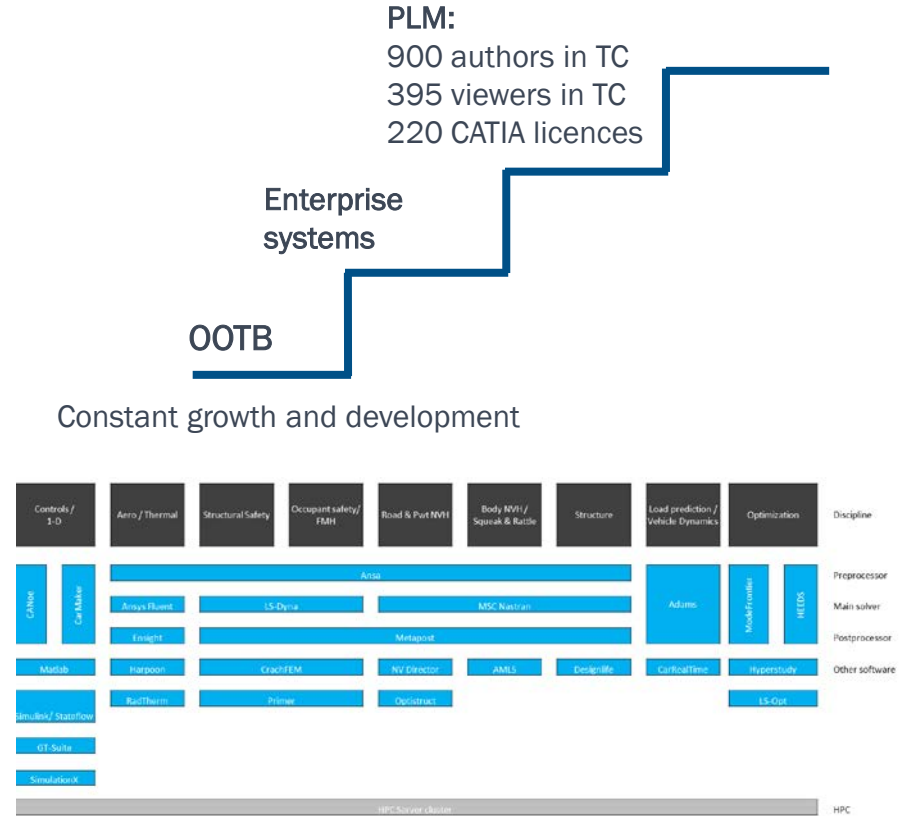 PLM:
900 authors in TC
395 viewers in TC
220 CATIA licences
Enterprise
systems
OOTB
Constant growth and development
Controls /
1-D
Aero / Thermal
Structural Safety
Occupant safety/
FMH
Road & Pwt NVH
Body NVH /
Squeak & Rattle
Structure
Load prediction /
Vehicle Dynamics
Optimization
Discipline
CANoe
Car Maker
Ansa
Adams
ModeFrontier
HEEDS
Preprocessor
Ansys Fluent
LS-Dyna
MSC Nastran
Main solver
Ensight
Metapost
Postprocessor
Matlab
Harpoon
CrachFEM
NV Director
AMLS
Designlife
CarRealTime
Hyperstudy
Other software
Simulink/ Stateflow
RadTherm
Primer
Optistruct
LS-Opt
GT-Suite
SimulationX
HPC Server cluster
HPC